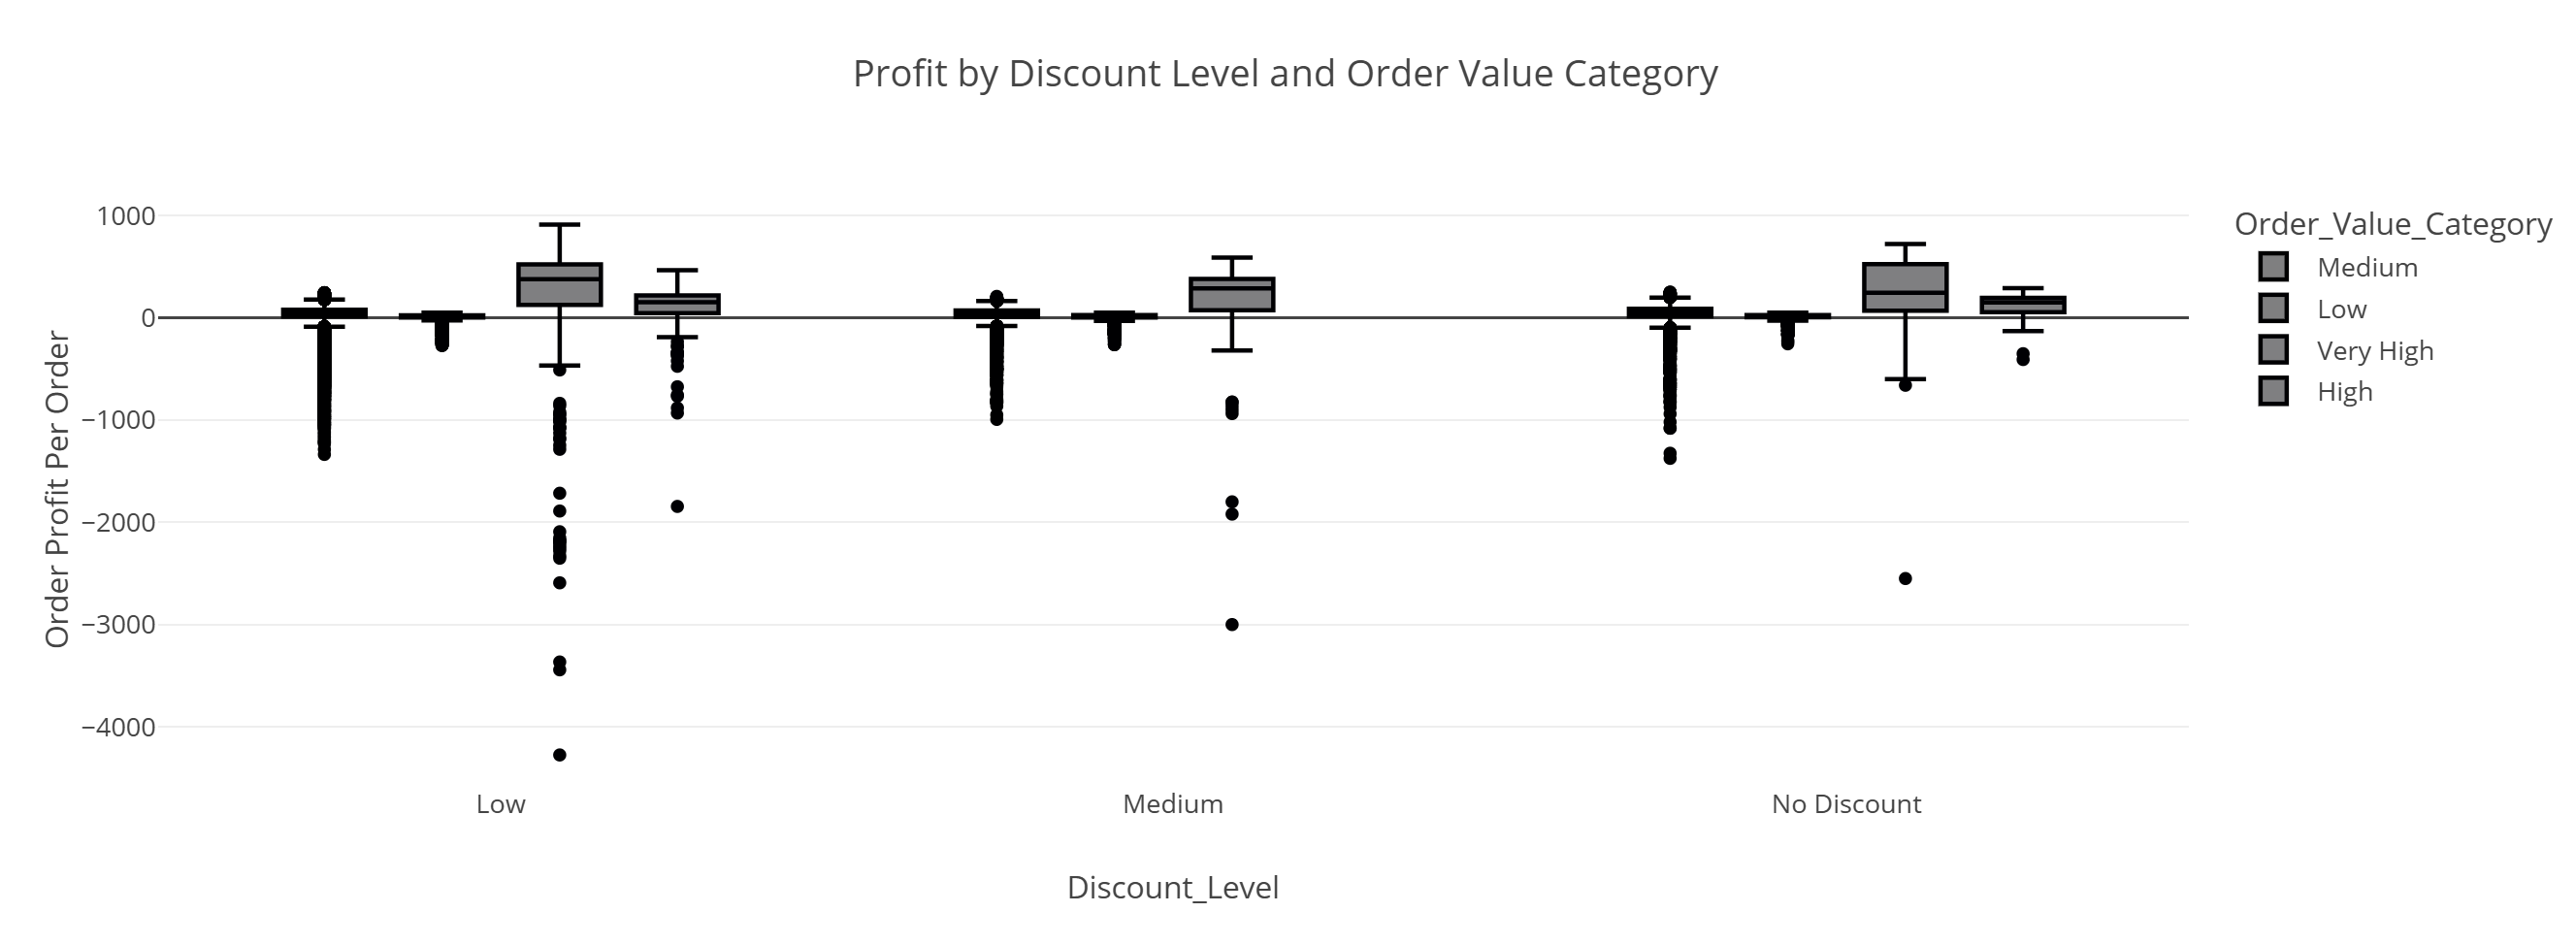 Profit by Discount Level and Order Value Category
Order Profit Per Order
1000
0
−1000
−2000
−3000
−4000
Low
Medium
No Discount
Discount_Level
Order_Value_Category
Medium
Low
Very High
High